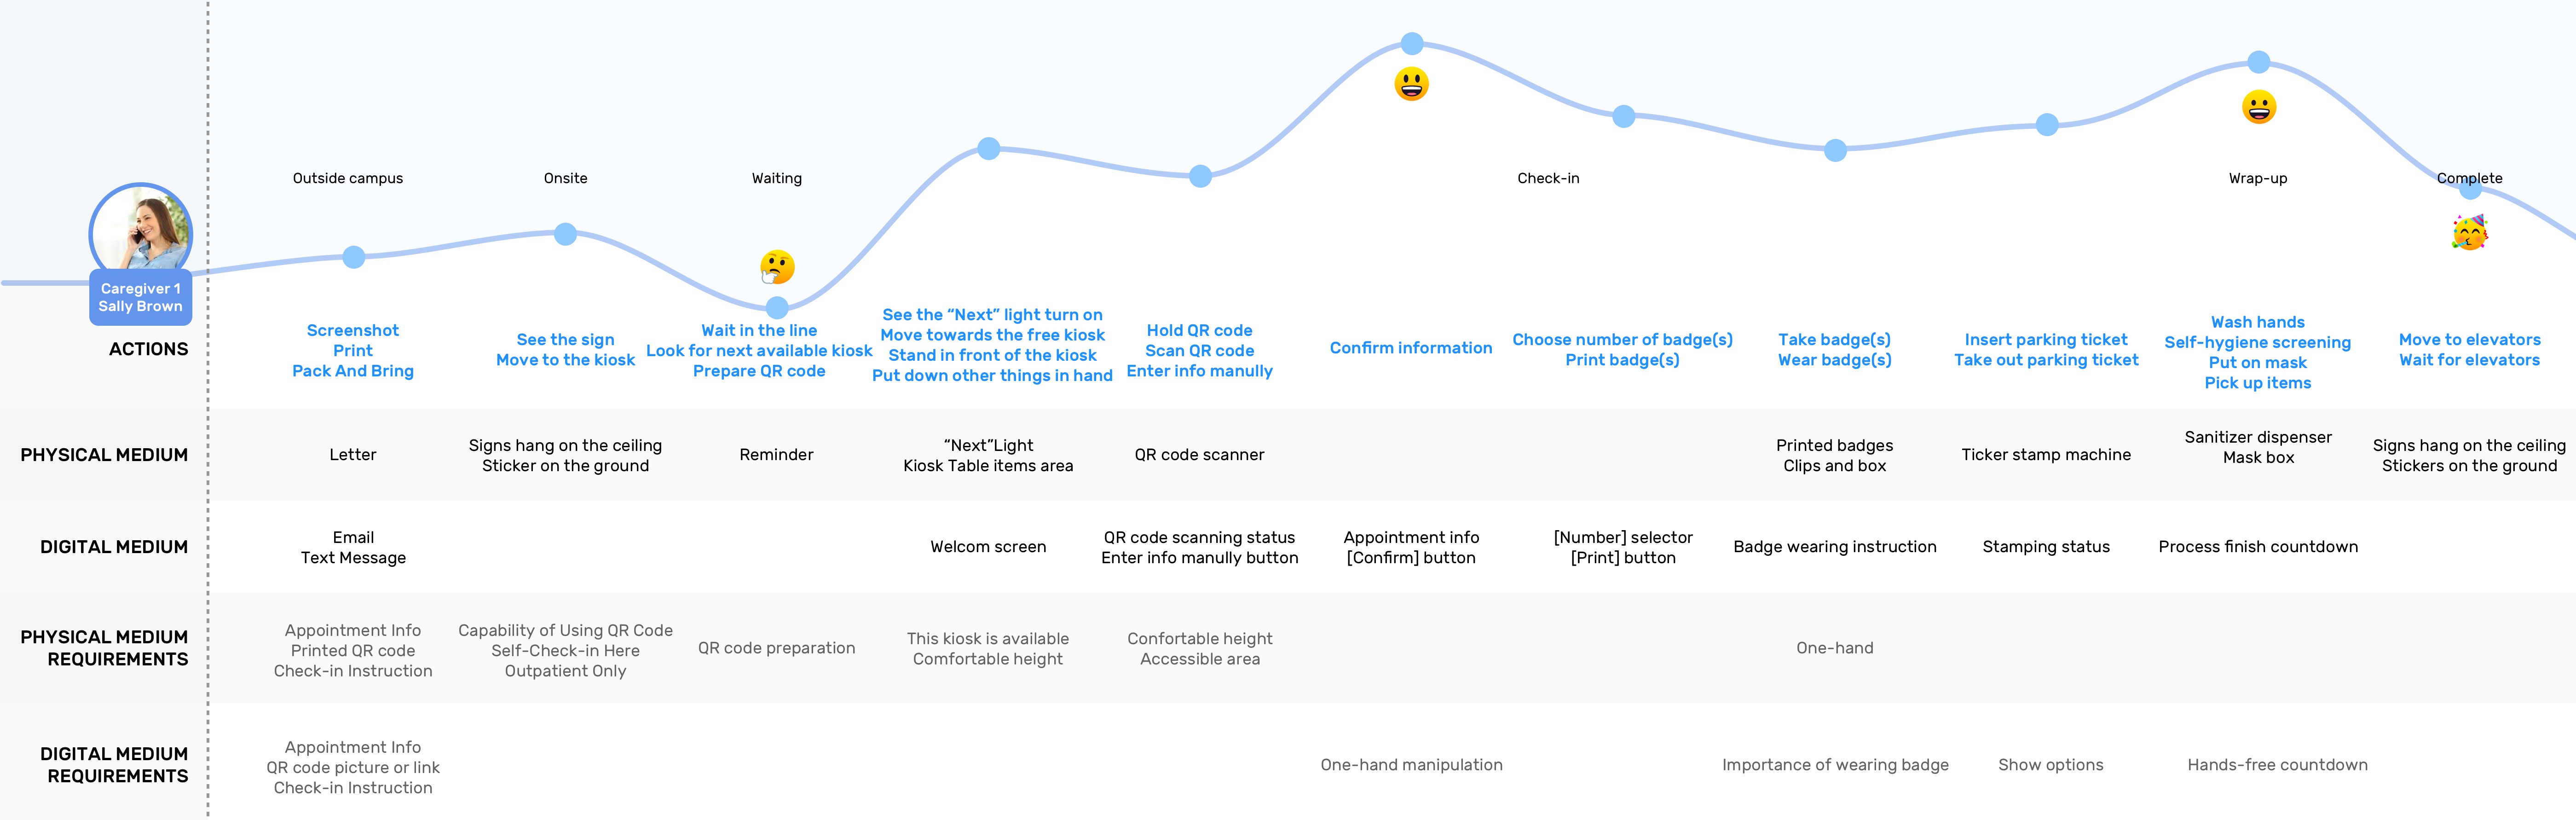 Outside campus
Onsite
Waiting
Check-in
Wrap-up
Complete
Caregiver 1
Sally Brown
ACTIONS
Screenshot
Print
Pack And Bring
See the sign
Move to the kiosk
Wait in the line
Look for next available kiosk
Prepare QR code
See the “Next” light turn on
Move towards the free kiosk
Stand in front of the kiosk
Put down other things in hand
Hold QR code
Scan QR code
Enter info manully
Confirm information
Choose number of badge(s)
Print badge(s)
Take badge(s)
Wear badge(s)
Insert parking ticket
Take out parking ticket
Wash hands
Self-hygiene screening
Put on mask
Pick up items
Move to elevators
Wait for elevators
PHYSICAL MEDIUM
Letter
Signs hang on the ceiling
Sticker on the ground
Reminder
“Next”Light
Kiosk Table items area
QR code scanner
Printed badges
Clips and box
Ticker stamp machine
Sanitizer dispenser
Mask box
Signs hang on the ceiling
Stickers on the ground
DIGITAL MEDIUM
Email
Text Message
Welcom screen
QR code scanning status
Enter info manully button
Appointment info
[Confirm] button
[Number] selector
[Print] button
Badge wearing instruction
Stamping status
Process finish countdown
PHYSICAL MEDIUM
REQUIREMENTS
Appointment Info
Printed QR code
Check-in Instruction
Capability of Using QR Code
Self-Check-in Here
Outpatient Only
QR code preparation
This kiosk is available
Comfortable height
Confortable height
Accessible area
One-hand
DIGITAL MEDIUM
REQUIREMENTS
Appointment Info
QR code picture or link
Check-in Instruction
One-hand manipulation
Importance of wearing badge
Show options
Hands-free countdown